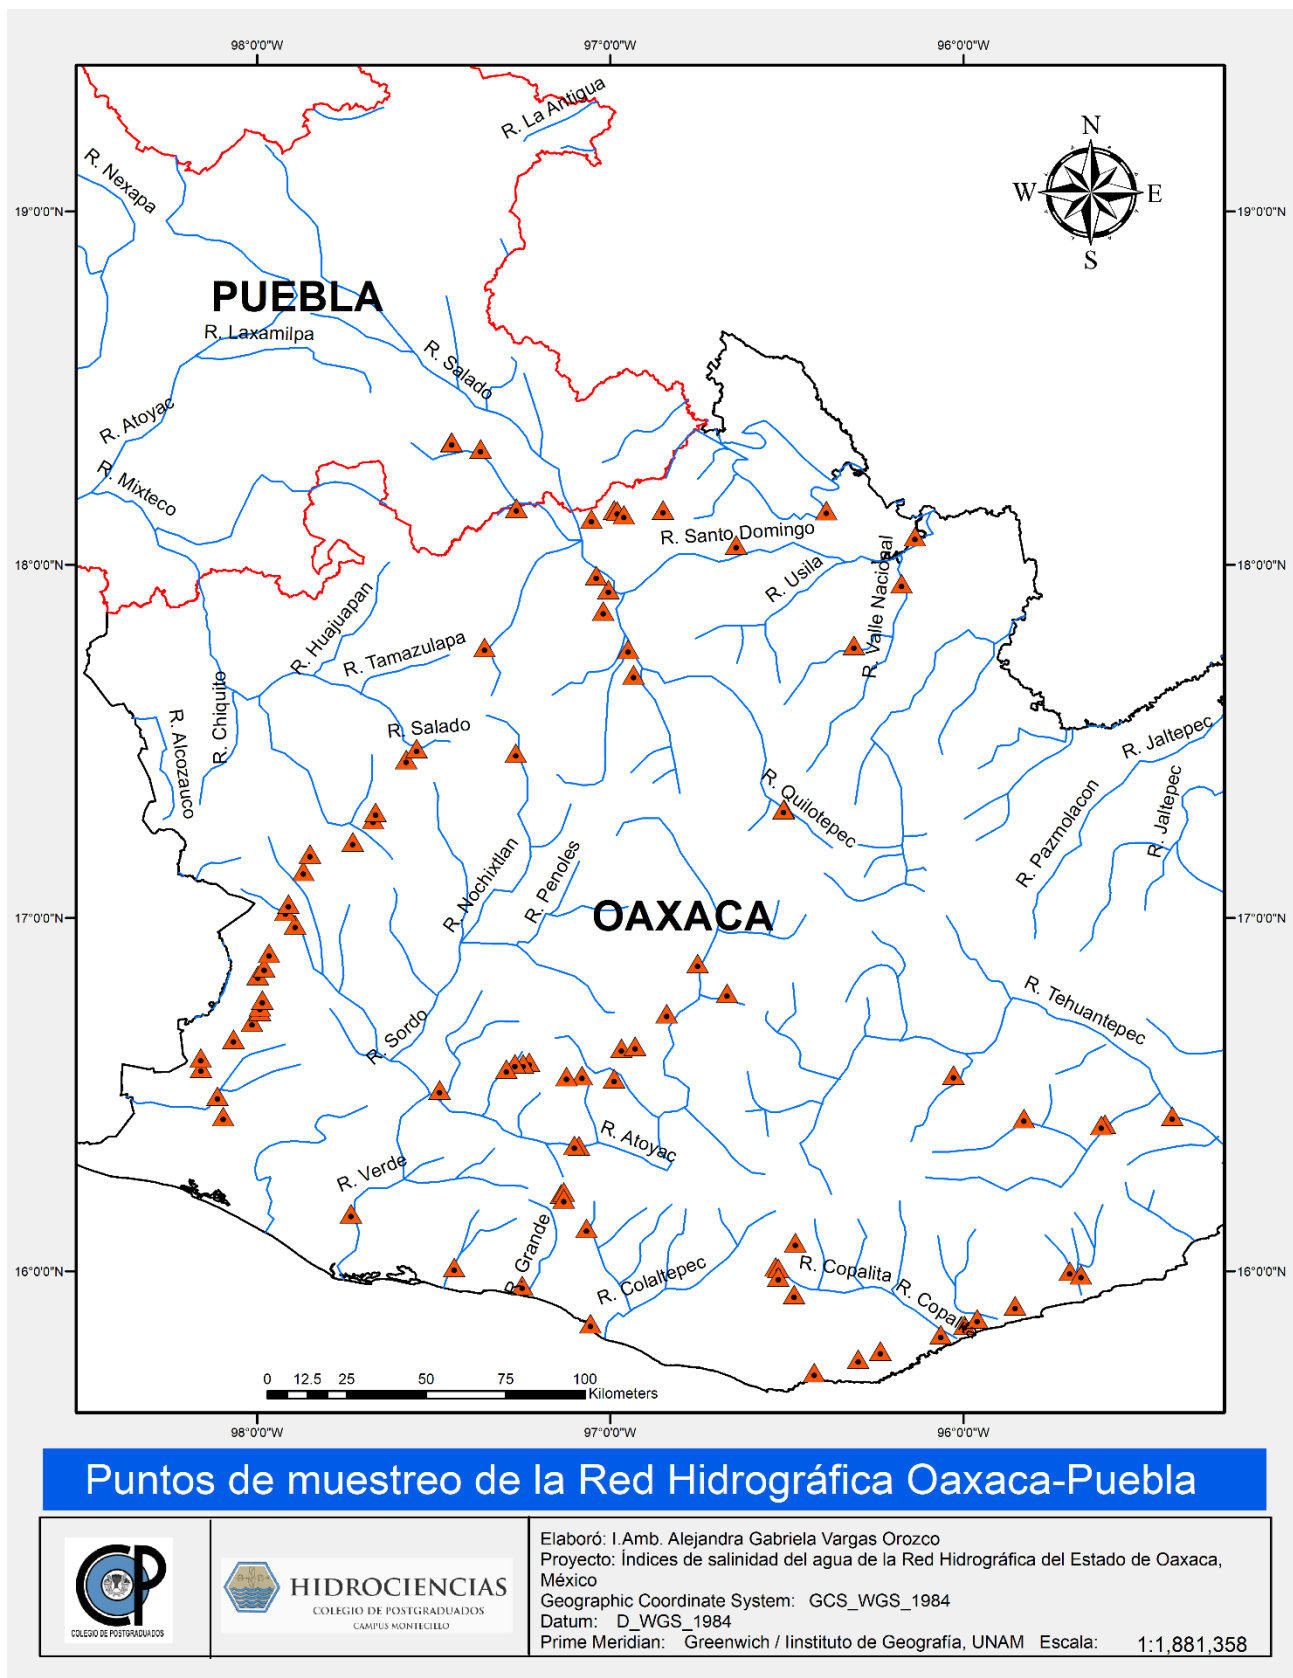 98°0'0"W 97°0'0"W 96°0'0"W
R. La Antigua
N
W E
S
R. Nexapa
19°0'0"N 19°0'0"N
PUEBLA
R. Laxamilpa
R. Salado
R. Atoyac
R. Mixteco
R. Santo Domingo
18°0'0"N 18°0'0"N
R. Usila
R. Valle Nacional
R. Huajuapan
R. Tamazulapa
R. Chiquito
R. Alcozauco
R. Salado
R. Jaltepec
R. Quilotepec
R. Pazmolacon
R. Jaltepec
R. Nochixtlan
R. Penoles
17°0'0"N 17°0'0"N
OAXACA
R. Tehuantepec
R. Sordo
R. Atoyac
R. Verde
R. Grande
R. Colaltepec
R. Copalita
R. Copalita
16°0'0"N 16°0'0"N
0 12.5 25 50 75 100
Kilometers
98°0'0"W 97°0'0"W 96°0'0"W
Puntos de muestreo de la Red Hidrográfica Oaxaca-Puebla
CP
COLEGIO DE POSTGRADUADOS
HIDROCIENCIAS
COLEGIO DE POSTGRADUADOS
CAMPUS MONTECILLO
Elaboró: I.Amb. Alejandra Gabriela Vargas Orozco
Proyecto: Índices de salinidad del agua de la Red Hidrográfica del Estado de Oaxaca,
México
Geographic Coordinate System: GCS_WGS_1984
Datum: D_WGS_1984
Prime Meridian: Greenwich / Iinstituto de Geografía, UNAM Escala: 1:1,881,358